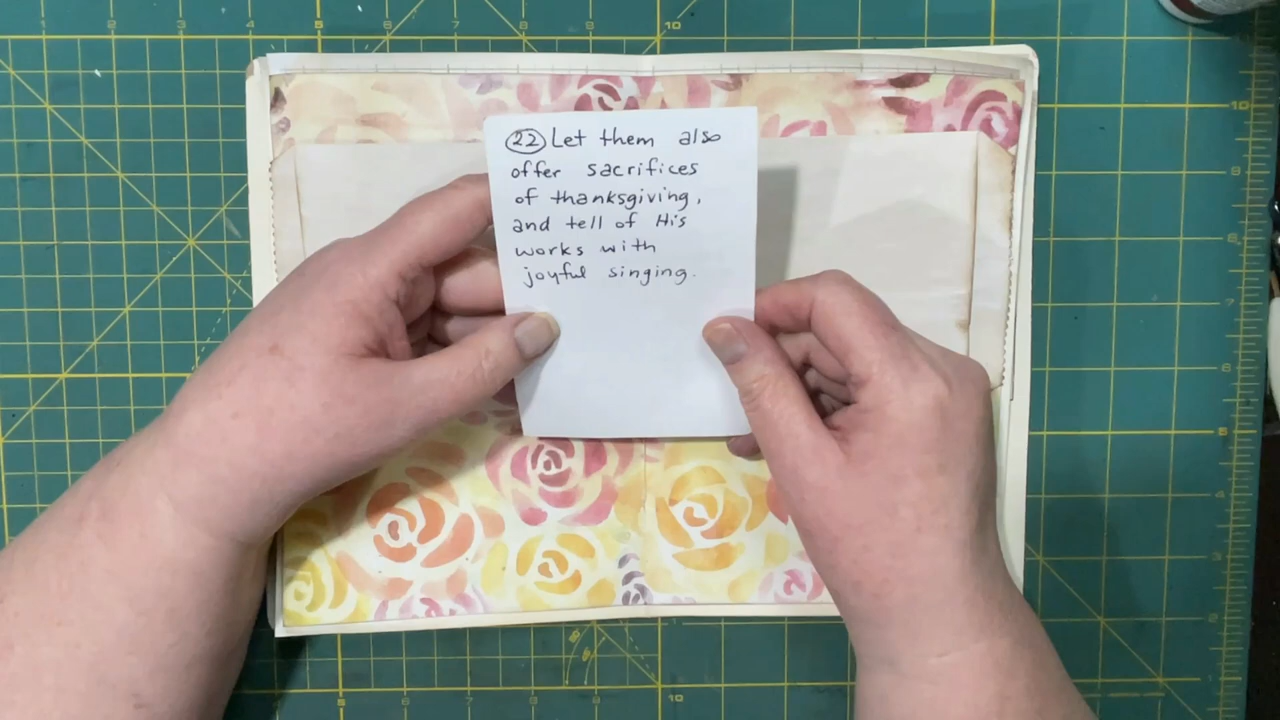 22 Let them also
offer sacrifices
of thanksgiving,
and tell of His
works with
joyful singing.